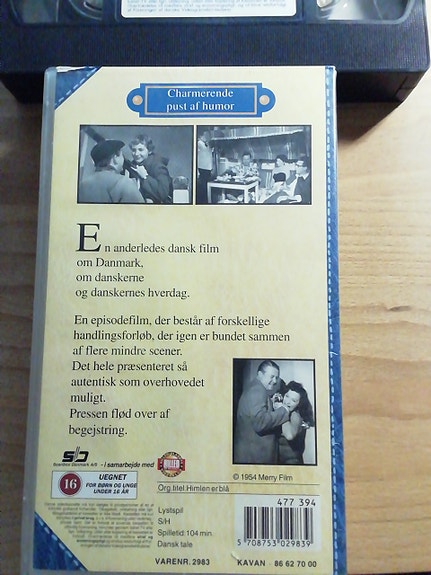 Charmerende
pust af humor
En anderledes dansk film
om Danmark,
om danskerne
og danskernes hverdag.
En episodefilm, der består af forskellige
handlingsforløb, der igen er bundet sammen
af flere mindre scener.
Det hele præsenteret så
autentisk som overhovedet
muligt.
Pressen flød over af
begejstring.
Scanbox Danmark A/S - i samarbejde med
16
UEGNET
FOR BØRN OG UNGE
UNDER 16 ÅR
© 1954 Merry Film
Org.titel: Himlen er blå
Lystspil
S/H
Spilletid: 104 min.
Dansk tale
477 394
5 708753 029839
VARENR. 2983
KAVAN 86 62 70 00